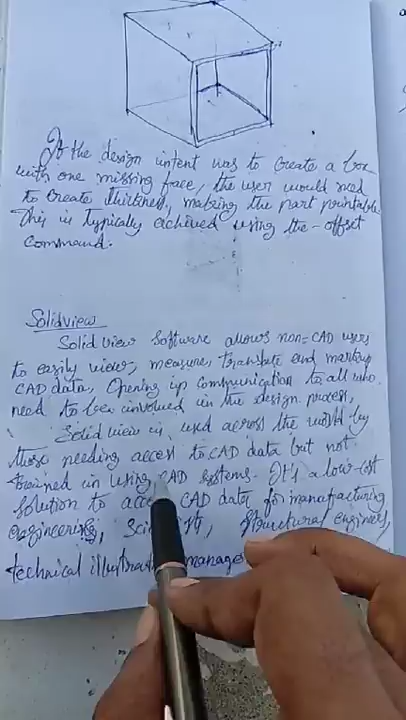 If the design intent was to create a box
with one missing face, the user would need
to create thickness, making the part printable
This is typically achived using the offset
command.
Solidview
Solid view Software allows non-CAD users
to easily view, measure, translate and markup
CAD data, Opening up communication to all who
need to be involved in the design process,
Solid view is used across the world by
those needing access to CAD data but not
trained in using CAD systems. It's a low-cost
solution to CAD data for manufacturing
engineering, structural engineers,
technical